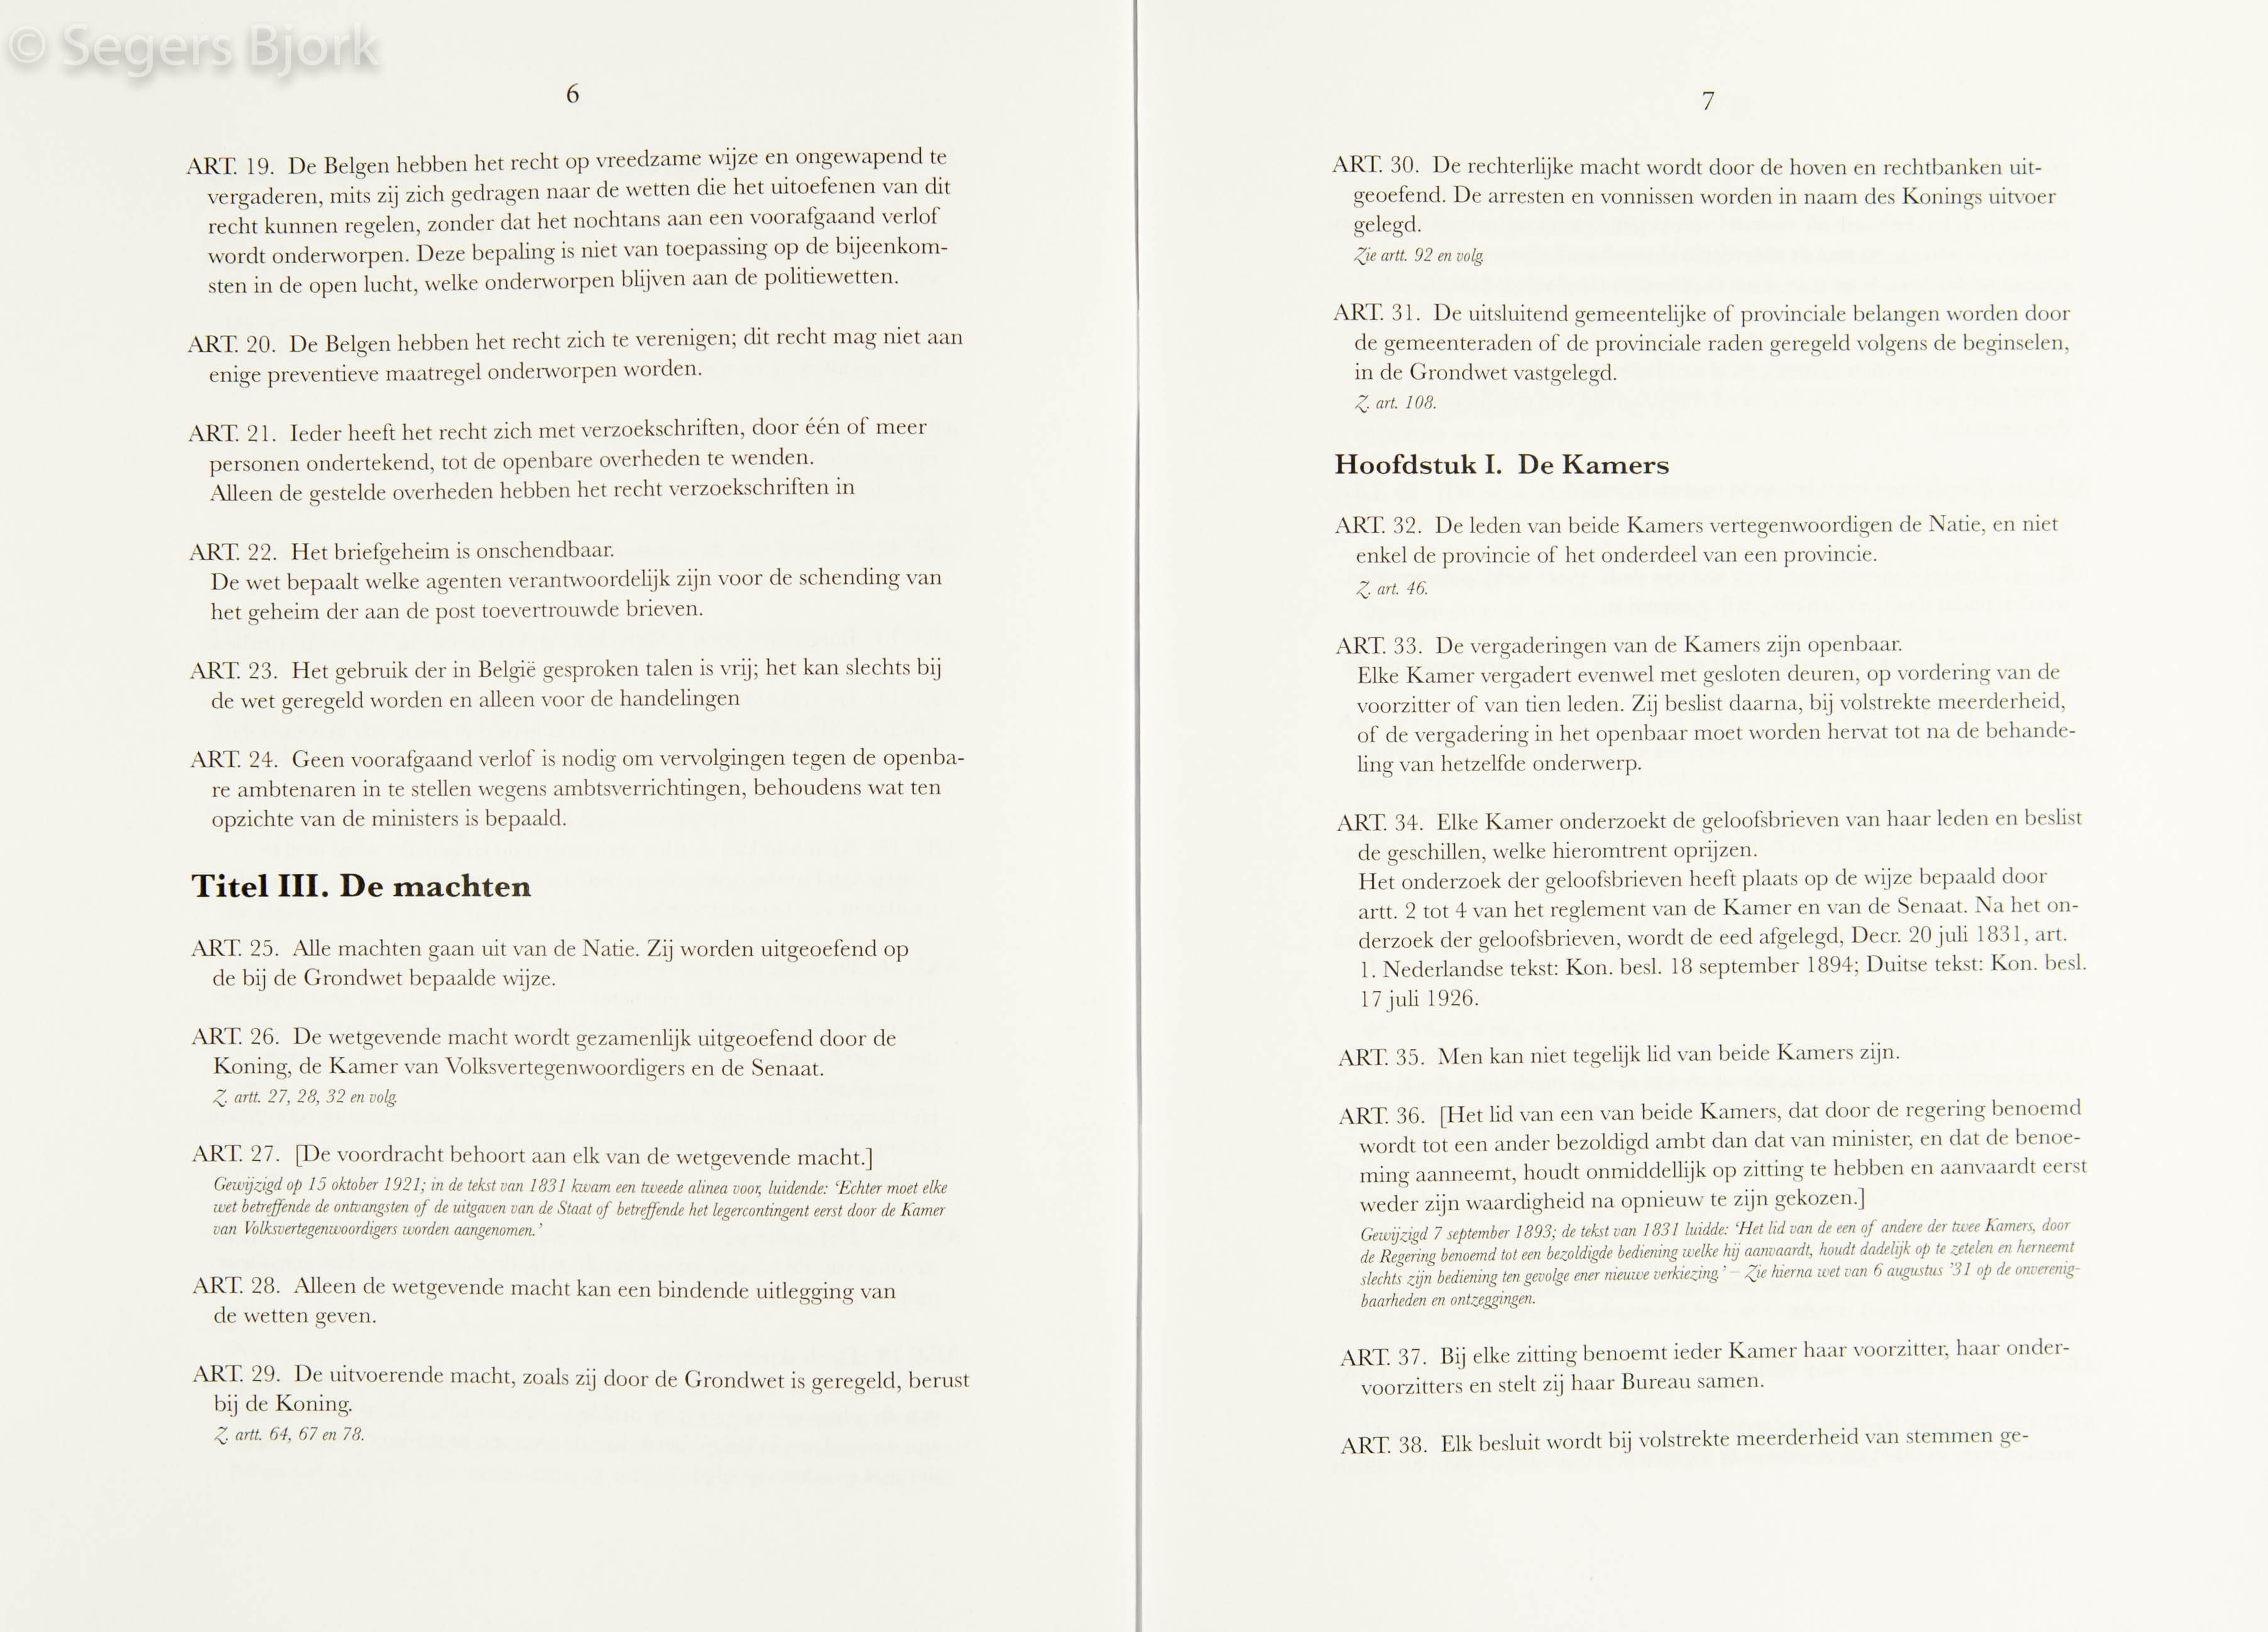 © Segers Bjork
6
ART. 19. De Belgen hebben het recht op vreedzame wijze en ongewapend te
vergaderen, mits zij zich gedragen naar de wetten die het uitoefenen van dit
recht kunnen regelen, zonder dat het nochtans aan een voorafgaand verlof
wordt onderworpen. Deze bepaling is niet van toepassing op de bijeenkom-
sten in de open lucht, welke onderworpen blijven aan de politiewetten.
ART. 20. De Belgen hebben het recht zich te verenigen; dit recht mag niet aan
enige preventieve maatregel onderworpen worden.
ART. 21. Ieder heeft het recht zich met verzoekschriften, door één of meer
personen ondertekend, tot de openbare overheden te wenden.
Alleen de gestelde overheden hebben het recht verzoekschriften in
ART. 22. Het briefgeheim is onschendbaar.
De wet bepaalt welke agenten verantwoordelijk zijn voor de schending van
het geheim der aan de post toevertrouwde brieven.
ART. 23. Het gebruik der in België gesproken talen is vrij; het kan slechts bij
de wet geregeld worden en alleen voor de handelingen
ART. 24. Geen voorafgaand verlof is nodig om vervolgingen tegen de openba-
re ambtenaren in te stellen wegens ambtsverrichtingen, behoudens wat ten
opzichte van de ministers is bepaald.
Titel III. De machten
ART. 25. Alle machten gaan uit van de Natie. Zij worden uitgeoefend op
de bij de Grondwet bepaalde wijze.
ART. 26. De wetgevende macht wordt gezamenlijk uitgeoefend door de
Koning, de Kamer van Volksvertegenwoordigers en de Senaat.
Z. artt. 27, 28, 32 en volg.
ART. 27. [De voordracht behoort aan elk van de wetgevende macht.]
Gewijzigd op 15 oktober 1921; in de tekst van 1831 kwam een tweede alinea voor, luidende: ‘Echter moet elke
wet betreffende de ontvangsten of de uitgaven van de Staat of betreffende het legercontingent eerst door de Kamer
van Volksvertegenwoordigers worden aangenomen.’
ART. 28. Alleen de wetgevende macht kan een bindende uitlegging van
de wetten geven.
ART. 29. De uitvoerende macht, zoals zij door de Grondwet is geregeld, berust
bij de Koning.
Z. artt. 64, 67 en 78.
7
ART. 30. De rechterlijke macht wordt door de hoven en rechtbanken uit-
geoefend. De arresten en vonnissen worden in naam des Konings uitvoer
gelegd.
Zie artt. 92 en volg.
ART. 31. De uitsluitend gemeentelijke of provinciale belangen worden door
de gemeenteraden of de provinciale raden geregeld volgens de beginselen,
in de Grondwet vastgelegd.
Z. art. 108.
Hoofdstuk I. De Kamers
ART. 32. De leden van beide Kamers vertegenwoordigen de Natie, en niet
enkel de provincie of het onderdeel van een provincie.
Z. art. 46.
ART. 33. De vergaderingen van de Kamers zijn openbaar.
Elke Kamer vergadert evenwel met gesloten deuren, op vordering van de
voorzitter of van tien leden. Zij beslist daarna, bij volstrekte meerderheid,
of de vergadering in het openbaar moet worden hervat tot na de behande-
ling van hetzelfde onderwerp.
ART. 34. Elke Kamer onderzoekt de geloofsbrieven van haar leden en beslist
de geschillen, welke hieromtrent oprijzen.
Het onderzoek der geloofsbrieven heeft plaats op de wijze bepaald door
artt. 2 tot 4 van het reglement van de Kamer en van de Senaat. Na het on-
derzoek der geloofsbrieven, wordt de eed afgelegd, Decr. 20 juli 1831, art.
1. Nederlandse tekst: Kon. besl. 18 september 1894; Duitse tekst: Kon. besl.
17 juli 1926.
ART. 35. Men kan niet tegelijk lid van beide Kamers zijn.
ART. 36. [Het lid van een van beide Kamers, dat door de regering benoemd
wordt tot een ander bezoldigd ambt dan dat van minister, en dat de benoe-
ming aanneemt, houdt onmiddellijk op zitting te hebben en aanvaardt eerst
weder zijn waardigheid na opnieuw te zijn gekozen.]
Gewijzigd 7 september 1893; de tekst van 1831 luidde: ‘Het lid van de een of andere der twee Kamers, door
de Regering benoemd tot een bezoldigde bediening welke hij aanvaardt, houdt dadelijk op te zetelen en herneemt
slechts zijn bediening ten gevolge ener nieuwe verkiezing.’ – Zie hierna wet van 6 augustus ’31 op de onverenig-
baarheden en ontzeggingen.
ART. 37. Bij elke zitting benoemt ieder Kamer haar voorzitter, haar onder-
voorzitters en stelt zij haar Bureau samen.
ART. 38. Elk besluit wordt bij volstrekte meerderheid van stemmen ge-